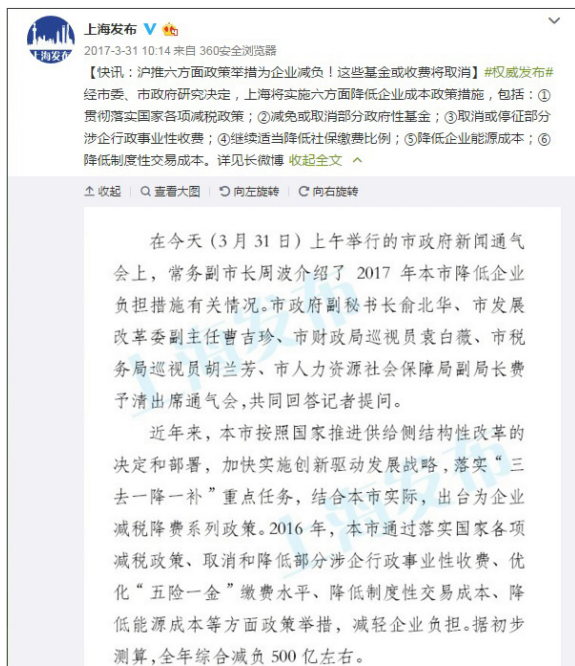 上海发布
上海发布
2017-3-31 10:14 来自 360安全浏览器
【快讯：沪推六方面政策举措为企业减负！这些基金或收费将取消】#权威发布#
经市委、市政府研究决定，上海将实施六方面降低企业成本政策措施，包括：①
贯彻落实国家各项减税政策；②减免或取消部分政府性基金；③取消或停征部分
涉企行政事业性收费；④继续适当降低社保缴费比例；⑤降低企业能源成本；⑥
降低制度性交易成本。详见长微博 收起全文
收起 查看大图 向左旋转 向右旋转
在今天（3月31日）上午举行的市政府新闻通气
会上，常务副市长周波介绍了 2017 年本市降低企业
负担措施有关情况。市政府副秘书长俞北华、市发展
改革委副主任曹吉珍、市财政局巡视员袁白薇、市税
务局巡视员胡兰芳、市人力资源社会保障局副局长费
予清出席通气会，共同回答记者提问。
近年来，本市按照国家推进供给侧结构性改革的
决定和部署，加快实施创新驱动发展战略，落实“三
去一降一补”重点任务，结合本市实际，出台为企业
减税降费系列政策。2016 年，本市通过落实国家各项
减税政策、取消和降低部分涉企行政事业性收费、优
化“五险一金”缴费水平、降低制度性交易成本、降
低能源成本等方面政策举措，减轻企业负担。据初步
测算，全年综合减负 500 亿左右。
上海发布
上海发布